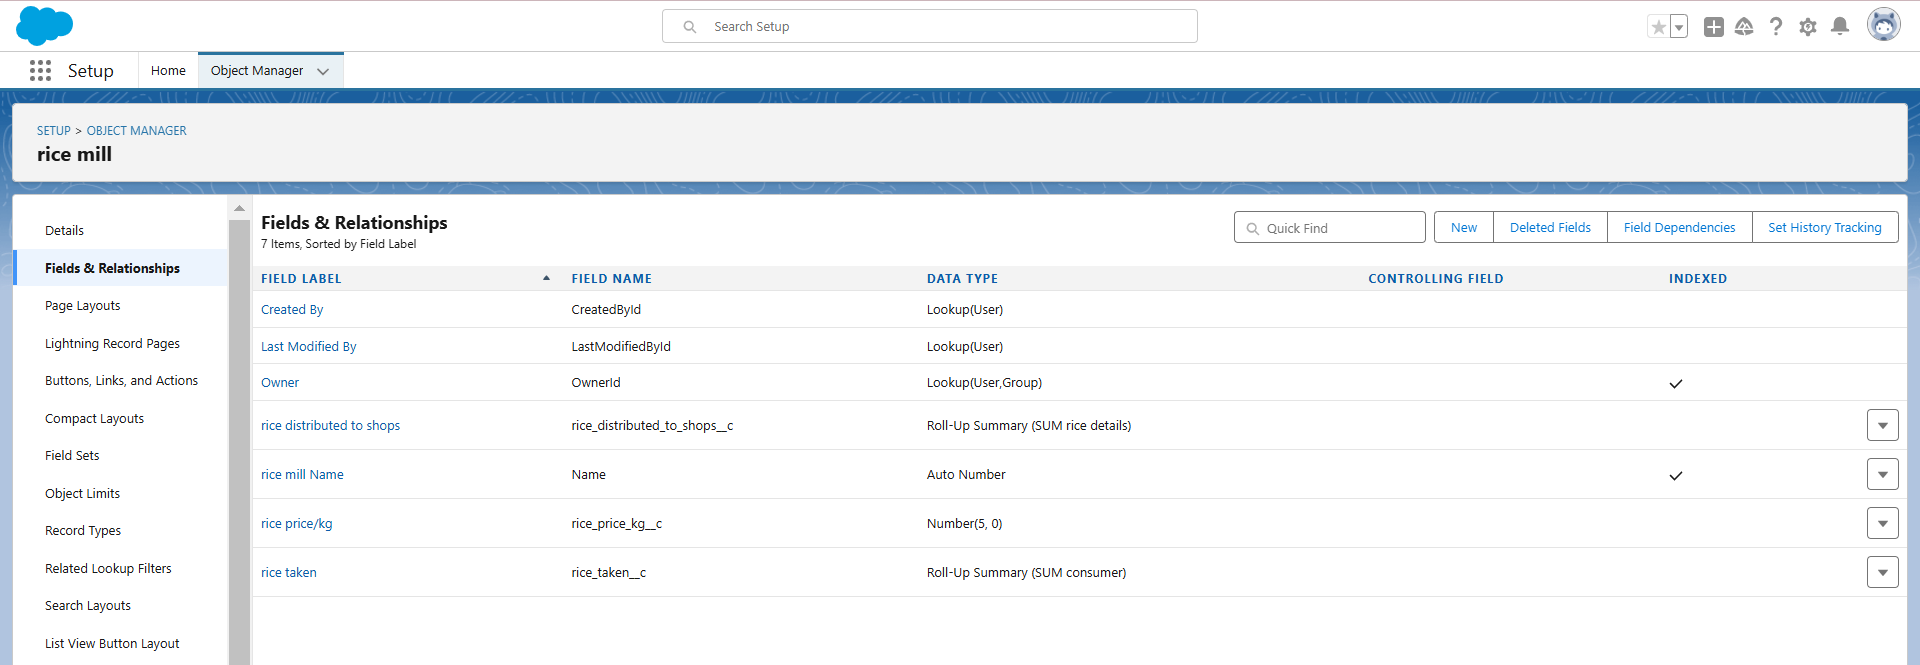 Search Setup
Setup
Home
Object Manager
SETUP > OBJECT MANAGER
rice mill
Details
Fields & Relationships
Page Layouts
Lightning Record Pages
Buttons, Links, and Actions
Compact Layouts
Field Sets
Object Limits
Record Types
Related Lookup Filters
Search Layouts
List View Button Layout
Fields & Relationships
7 Items, Sorted by Field Label
Quick Find
New
Deleted Fields
Field Dependencies
Set History Tracking
FIELD LABEL FIELD NAME DATA TYPE CONTROLLING FIELD INDEXED
Created By CreatedById Lookup(User)
Last Modified By LastModifiedById Lookup(User)
Owner OwnerId Lookup(User,Group)
rice distributed to shops rice_distributed_to_shops__c Roll-Up Summary (SUM rice details)
rice mill Name Name Auto Number
rice price/kg rice_price_kg__c Number(5, 0)
rice taken rice_taken__c Roll-Up Summary (SUM consumer)